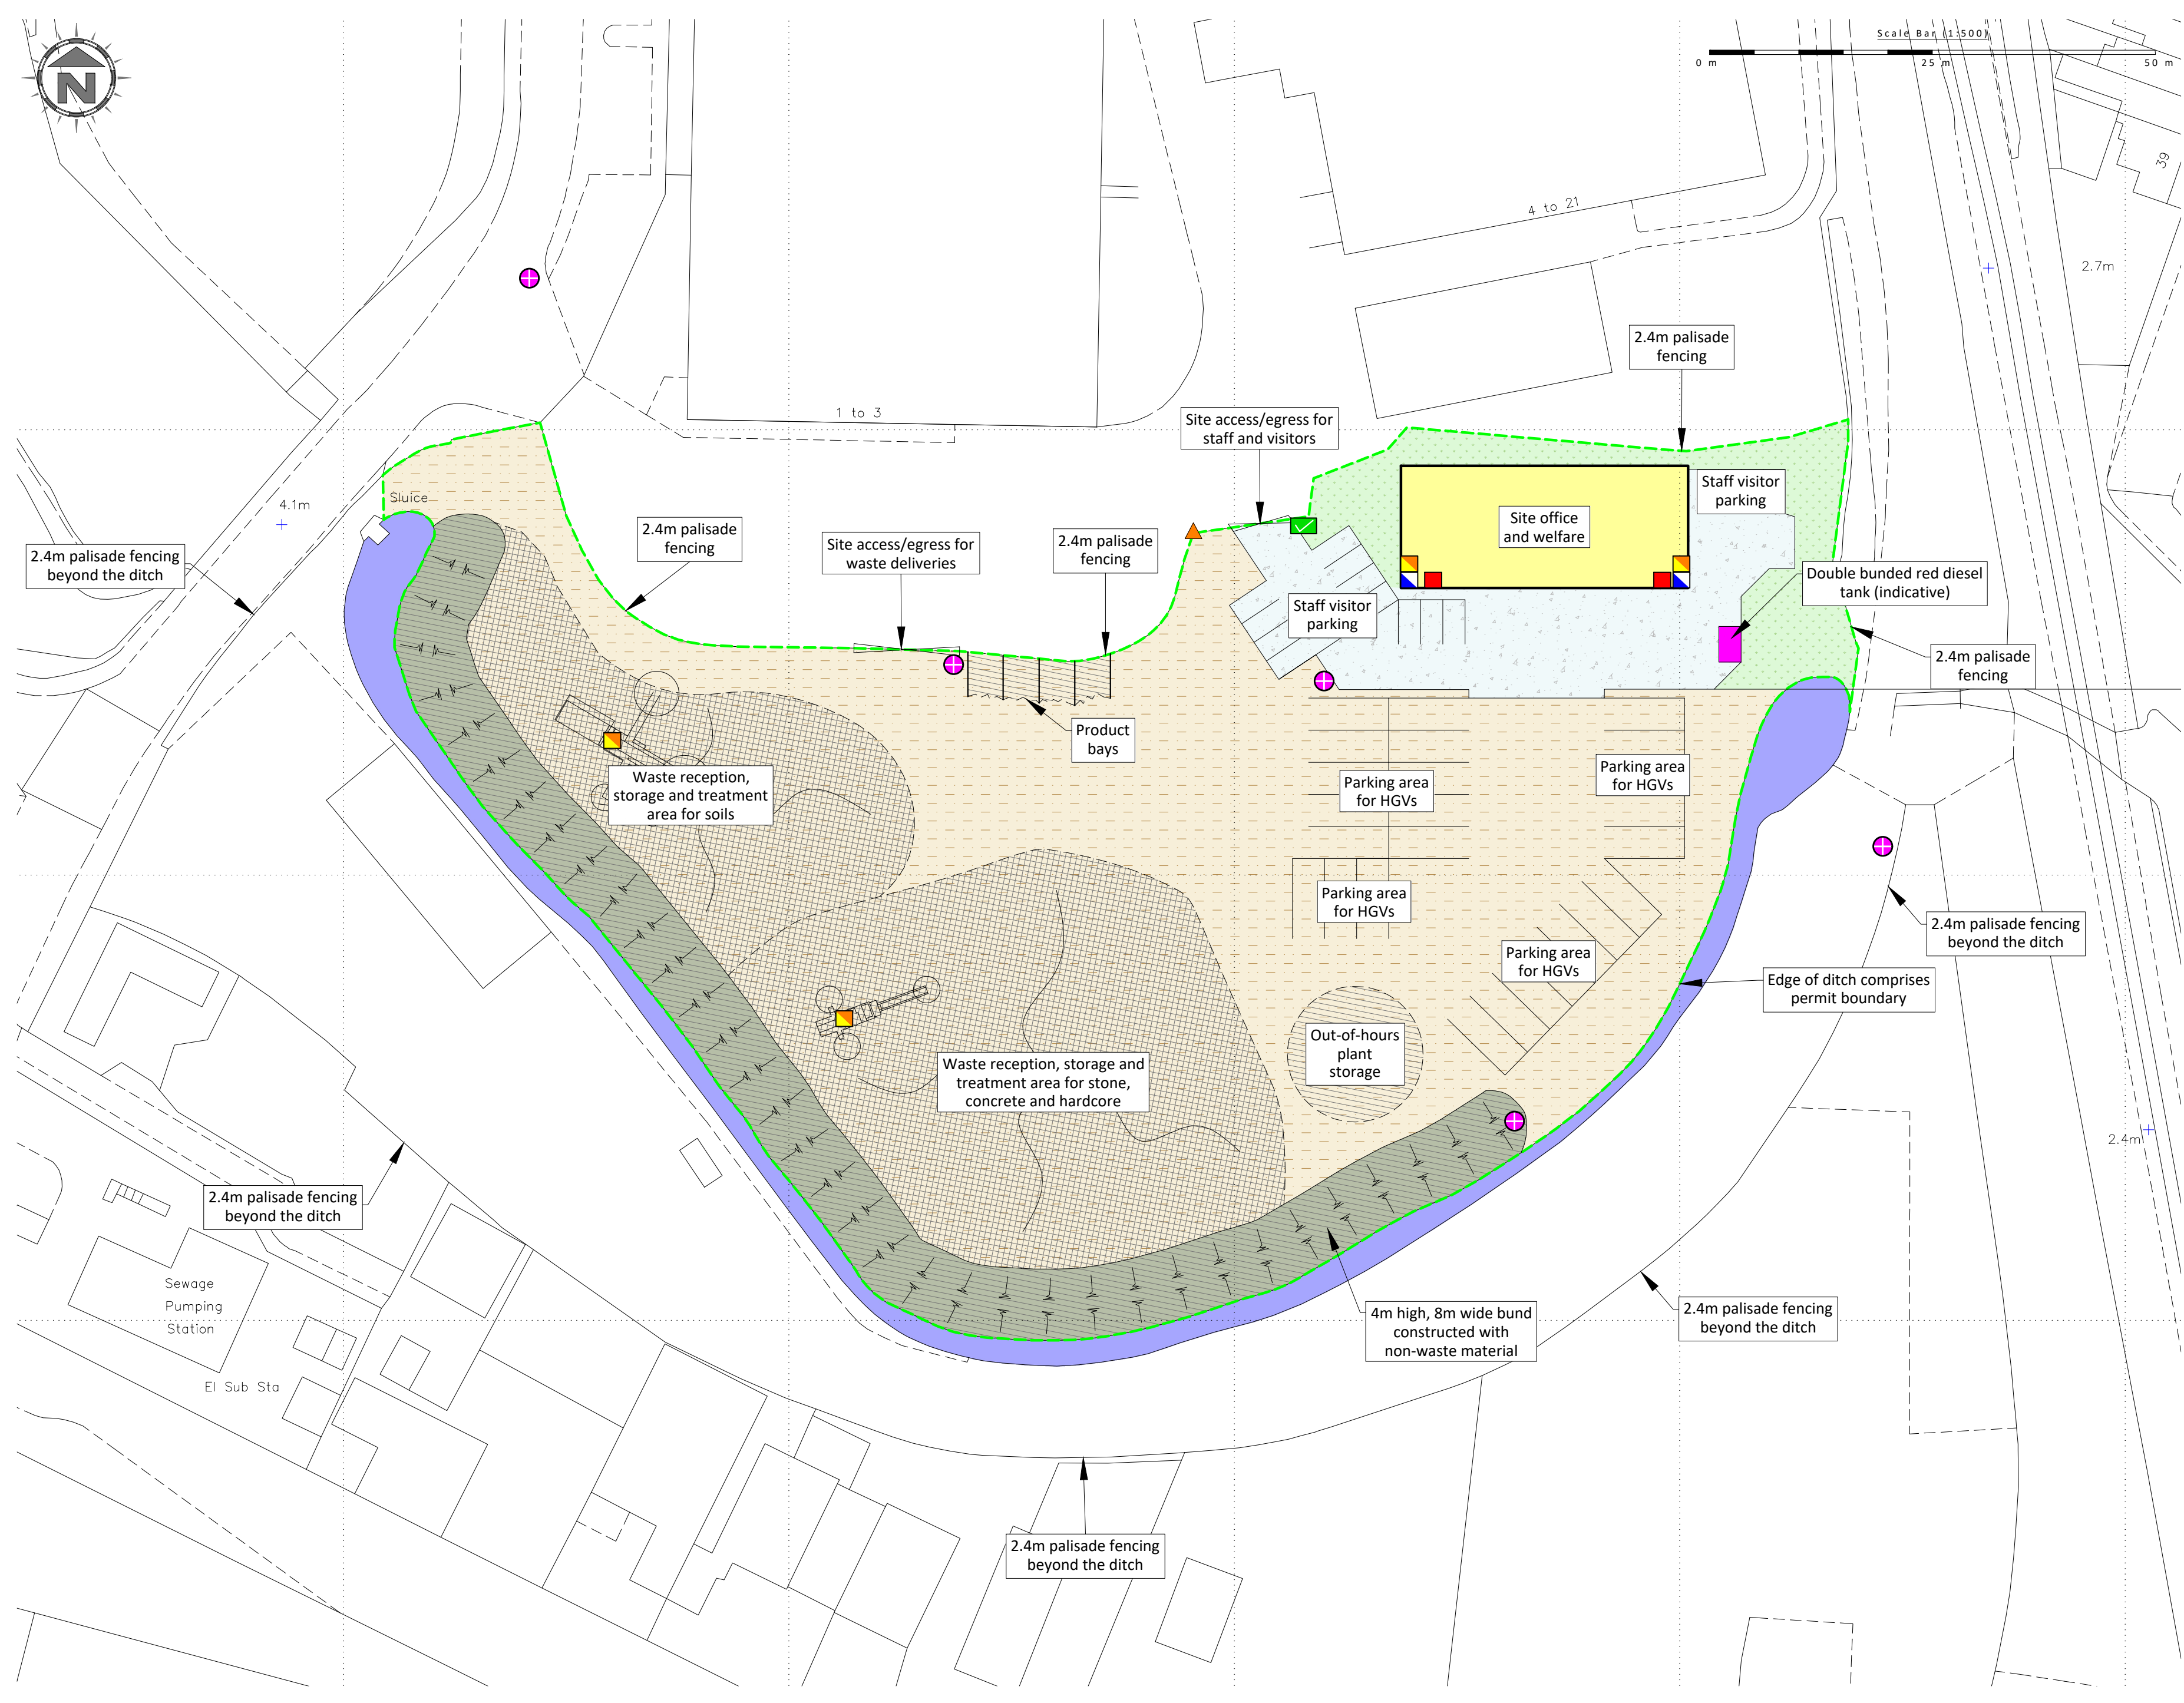 N
Scale Bar (1:500)
0 m
25 m
50 m
39
4 to 21
2.7m
2.4m palisade
fencing
1 to 3
Site access/egress for
staff and visitors
Sluice
4.1m
Staff visitor
parking
Site office
and welfare
2.4m palisade
fencing
Site access/egress for
waste deliveries
2.4m palisade
fencing
2.4m palisade fencing
beyond the ditch
Double bunded red diesel
tank (indicative)
Staff visitor
parking
2.4m palisade
fencing
Product
bays
Waste reception,
storage and treatment
area for soils
Parking area
for HGVs
Parking area
for HGVs
Parking area
for HGVs
2.4m palisade fencing
beyond the ditch
Parking area
for HGVs
Edge of ditch comprises
permit boundary
Out-of-hours
plant
storage
Waste reception, storage and
treatment area for stone,
concrete and hardcore
2.4m
2.4m palisade fencing
beyond the ditch
Sewage
Pumping
Station
4m high, 8m wide bund
constructed with
non-waste material
2.4m palisade fencing
beyond the ditch
El Sub Sta
2.4m palisade fencing
beyond the ditch